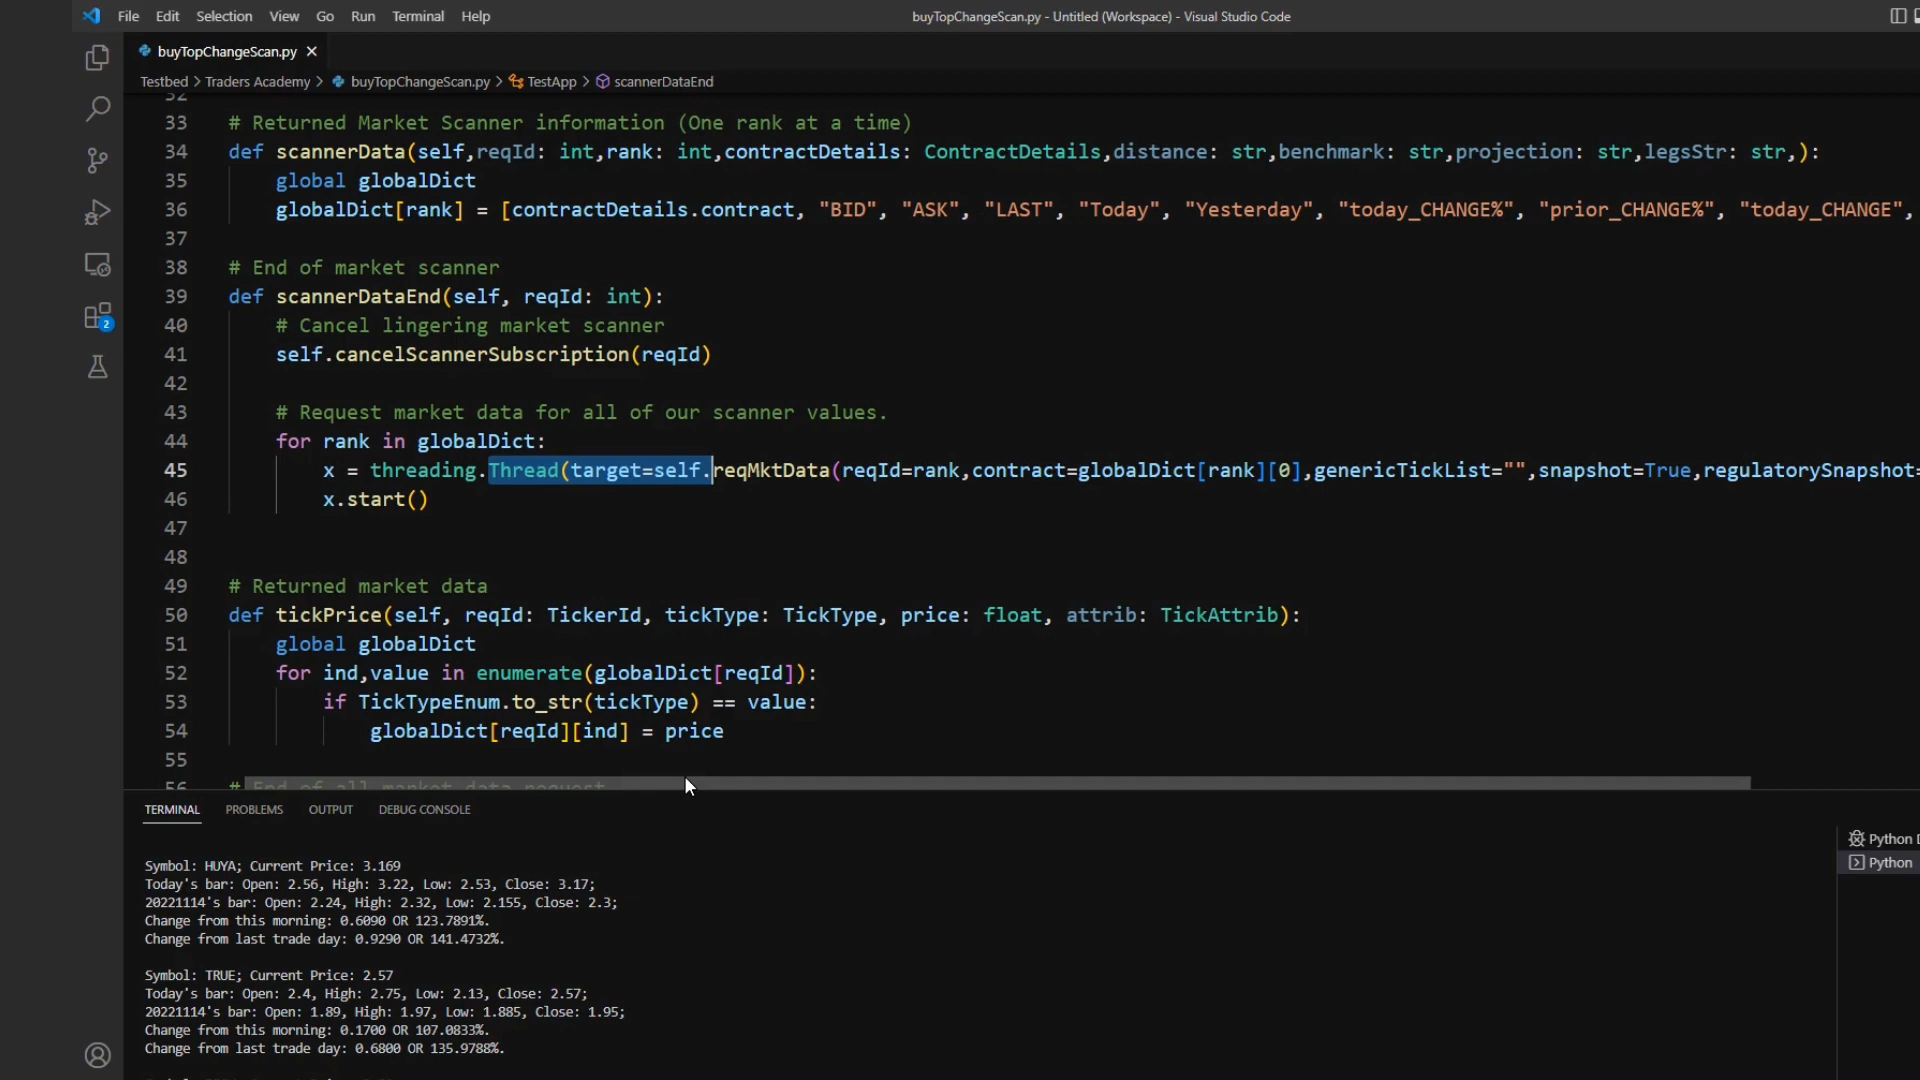 File Edit Selection View Go Run Terminal Help
buyTopChangeScan.py - Untitled (Workspace) - Visual Studio Code
buyTopChangeScan.py
Testbed > Traders Academy > buyTopChangeScan.py > TestApp > scannerDataEnd
32
33 # Returned Market Scanner information (One rank at a time)
34 def scannerData(self,reqId: int,rank: int,contractDetails: ContractDetails,distance: str,benchmark: str,projection: str,legsStr: str,):
35 global globalDict
36 globalDict[rank] = [contractDetails.contract, "BID", "ASK", "LAST", "Today", "Yesterday", "today_CHANGE%", "prior_CHANGE%", "today_CHANGE",
37
38 # End of market scanner
39 def scannerDataEnd(self, reqId: int):
40 # Cancel lingering market scanner
41 self.cancelScannerSubscription(reqId)
42
43 # Request market data for all of our scanner values.
44 for rank in globalDict:
45 x = threading.Thread(target=self.reqMktData(reqId=rank,contract=globalDict[rank][0],genericTickList="",snapshot=True,regulatorySnapshot=
46 x.start()
47
48
49 # Returned market data
50 def tickPrice(self, reqId: TickerId, tickType: TickType, price: float, attrib: TickAttrib):
51 global globalDict
52 for ind,value in enumerate(globalDict[reqId]):
53 if TickTypeEnum.to_str(tickType) == value:
54 globalDict[reqId][ind] = price
55
56 # End of all market data request
TERMINAL PROBLEMS OUTPUT DEBUG CONSOLE
2
Python D
Python
Symbol: HUYA; Current Price: 3.169
Today's bar: Open: 2.56, High: 3.22, Low: 2.53, Close: 3.17;
20221114's bar: Open: 2.24, High: 2.32, Low: 2.155, Close: 2.3;
Change from this morning: 0.6090 OR 123.7891%.
Change from last trade day: 0.9290 OR 141.4732%.
Symbol: TRUE; Current Price: 2.57
Today's bar: Open: 2.4, High: 2.75, Low: 2.13, Close: 2.57;
20221114's bar: Open: 1.89, High: 1.97, Low: 1.885, Close: 1.95;
Change from this morning: 0.1700 OR 107.0833%.
Change from last trade day: 0.6800 OR 135.9788%.